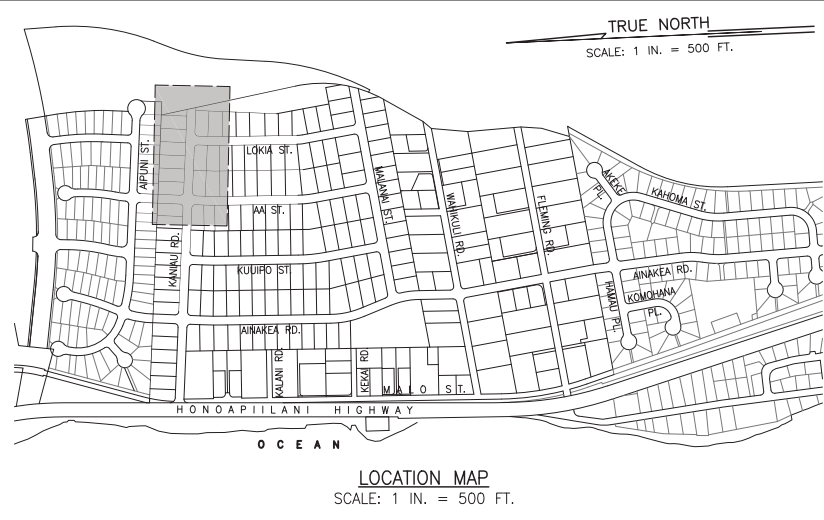 TRUE NORTH
SCALE: 1 IN. = 500 FT.
AIPUNI ST.
LOKIA ST.
MALANAI ST.
WAHIKULI RD.
FLEMING RD.
AKEKE
PL.
KAHOMA ST.
AA ST.
KANIAU RD.
KUUIPO ST.
AINAKEA RD.
HAMAU PL.
KOMOHANA
PL.
AINAKEA RD.
KALANI RD.
KEKAI RD.
MALO ST.
HONOAPIILANI HIGHWAY
OCEAN
LOCATION MAP
SCALE: 1 IN. = 500 FT.